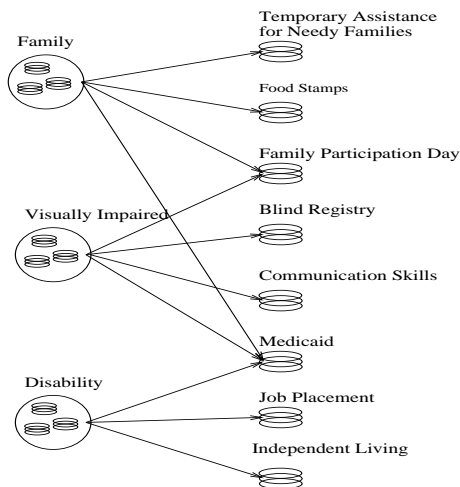 Temporary Assistance
for Needy Families
Family
Food Stamps
Family Participation Day
Visually Impaired
Blind Registry
Communication Skills
Medicaid
Disability
Job Placement
Independent Living